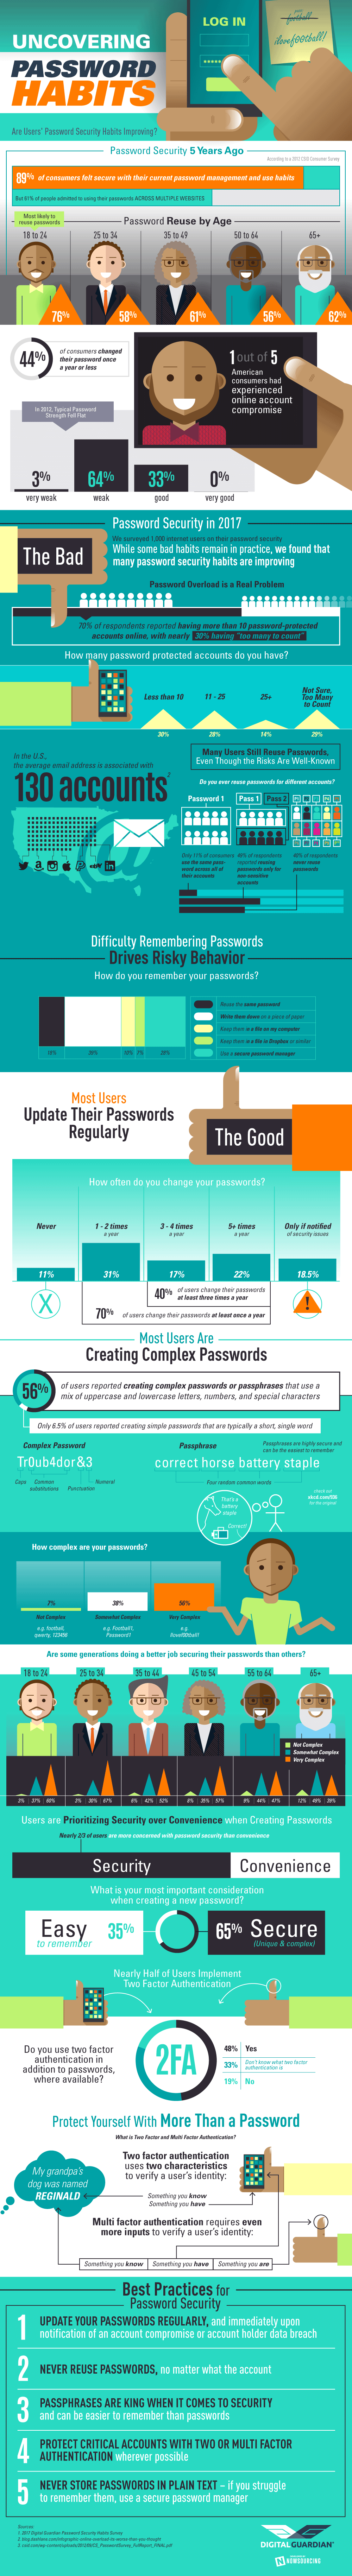 LOG IN
football
ilovef00tball!
UNCOVERING
PASSWORD
HABITS
Are Users' Password Security Habits Improving?
Password Security 5 Years Ago
According to a 2012 CSID Consumer Survey
89% of consumers felt secure with their current password management and use habits
But 61% of people admitted to using their passwords ACROSS MULTIPLE WEBSITES
Most likely to
reuse passwords
Password Reuse by Age
18 to 24
25 to 34
35 to 49
50 to 64
65+
76%
58%
61%
56%
62%
44%
of consumers changed
their password once
a year or less
1 out of 5
American
consumers had
experienced
online account
compromise
In 2012, Typical Password
Strength Fell Flat
3%
64%
33%
0%
very weak
weak
good
very good
Password Security in 2017
The Bad
We surveyed 1,000 internet users on their password security
While some bad habits remain in practice, we found that
many password security habits are improving
Password Overload is a Real Problem
70% of respondents reported having more than 10 password-protected
accounts online, with nearly 30% having "too many to count"
How many password protected accounts do you have?
Less than 10
11 - 25
25+
Not Sure,
Too Many
to Count
30%
28%
14%
29%
In the U.S.,
the average email address is associated with
130 accounts
2
Many Users Still Reuse Passwords,
Even Though the Risks Are Well-Known
Do you ever reuse passwords for different accounts?
Password 1
Pass 1
Pass 2
Only 11% of consumers
use the same pass-
word across all of
their accounts
49% of respondents
reported reusing
passwords only for
non-sensitive
accounts
40% of respondents
never reuse
passwords
Difficulty Remembering Passwords
Drives Risky Behavior
How do you remember your passwords?
Reuse the same password
Write them down on a piece of paper
Keep them in a file on my computer
Keep them in a file in Dropbox or similar
Use a secure password manager
Most Users
Update Their Passwords
Regularly
The Good
How often do you change your passwords?
Never
1 - 2 times
a year
3 - 4 times
a year
5+ times
a year
Only if notified
of security issues
11%
31%
17%
22%
18.5%
X
!
40%
of users change their passwords
at least three times a year
70%
of users change their passwords at least once a year
Most Users Are
Creating Complex Passwords
56%
of users reported creating complex passwords or passphrases that use a
mix of uppercase and lowercase letters, numbers, and special characters
Only 6.5% of users reported creating simple passwords that are typically a short, single word
Complex Password
Tr0ub4dor&3
Caps
Common
substitutions
Punctuation
Numeral
Passphrase
Passphrases are highly secure and
can be the easiest to remember
correct horse battery staple
Four random common words
That's a
battery
staple
Correct!
check out
xkcd.com/936
for the original
How complex are your passwords?
7%
38%
56%
Not Complex
Somewhat Complex
Very Complex
e.g. football,
qwerty, 123456
e.g. Football1,
Password1
e.g.
Ilovef00tball!
Are some generations doing a better job securing their passwords than others?
18 to 24
25 to 34
35 to 44
45 to 54
55 to 64
65+
Not Complex
Somewhat Complex
Very Complex
3% 37% 60%
3% 30% 67%
6% 42% 52%
8% 35% 57%
9% 44% 47%
12% 49% 39%
Users are Prioritizing Security over Convenience when Creating Passwords
Nearly 2/3 of users are more concerned with password security than convenience
Security
Convenience
What is your most important consideration
when creating a new password?
Easy
to remember
35%
65%
Secure
(Unique & complex)
Nearly Half of Users Implement
Two Factor Authentication
Do you use two factor
authentication in
addition to passwords,
where available?
2FA
48% Yes
33% Don't know what two factor
authentication is
19% No
Protect Yourself With More Than a Password
What is Two Factor and Multi Factor Authentication?
My grandpa's
dog was named
REGINALD
Two factor authentication
uses two characteristics
to verify a user's identity:
Something you know
Something you have
Multi factor authentication requires even
more inputs to verify a user's identity:
Something you know
Something you have
Something you are
Best Practices for
Password Security
1 UPDATE YOUR PASSWORDS REGULARLY, and immediately upon
notification of an account compromise or account holder data breach
2 NEVER REUSE PASSWORDS, no matter what the account
3 PASSPHRASES ARE KING WHEN IT COMES TO SECURITY
and can be easier to remember than passwords
4 PROTECT CRITICAL ACCOUNTS WITH TWO OR MULTI FACTOR
AUTHENTICATION wherever possible
5 NEVER STORE PASSWORDS IN PLAIN TEXT – if you struggle
to remember them, use a secure password manager
Sources
1. 2017 Digital Guardian Password Security Habits Survey
DIGITAL GUARDIAN
NOWSOURCING